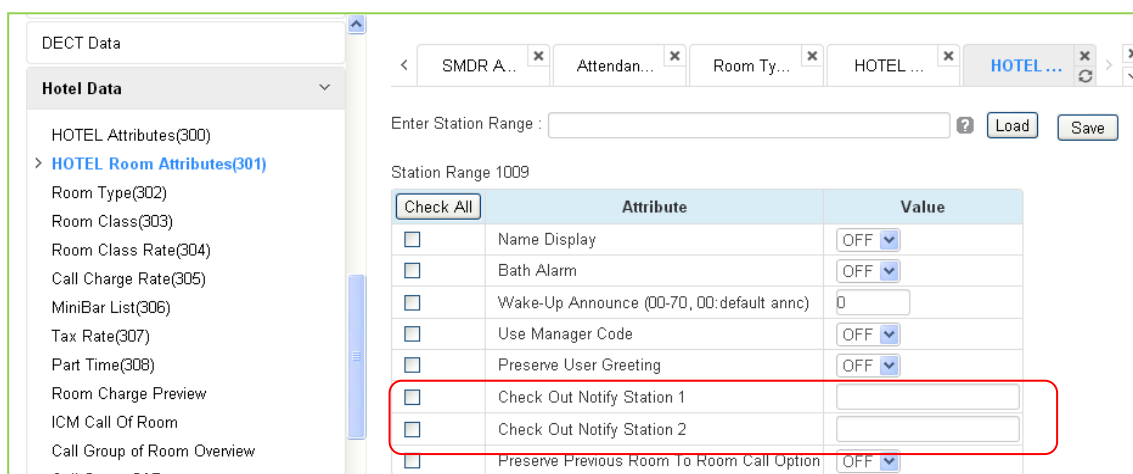 DECT Data
Hotel Data
HOTEL Attributes(300)
HOTEL Room Attributes(301)
Room Type(302)
Room Class(303)
Room Class Rate(304)
Call Charge Rate(305)
MiniBar List(306)
Tax Rate(307)
Part Time(308)
Room Charge Preview
ICM Call Of Room
Call Group of Room Overview
SMDR A... Attendan... Room Ty... HOTEL ... HOTEL ...
Enter Station Range : ? Load Save
Station Range 1009
Check All Attribute Value
Name Display OFF
Bath Alarm OFF
Wake-Up Announce (00-70, 00:default annc) 0
Use Manager Code OFF
Preserve User Greeting OFF
Check Out Notify Station 1
Check Out Notify Station 2
Preserve Previous Room To Room Call Option OFF